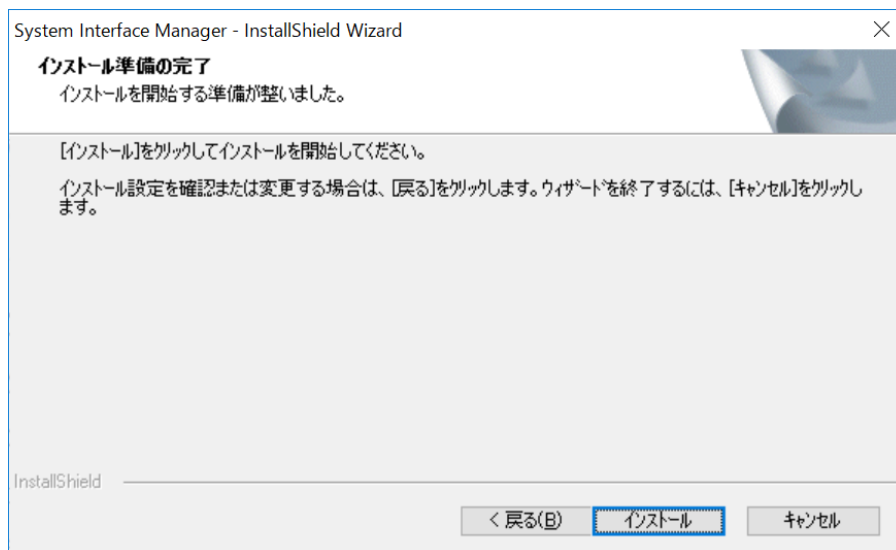 System Interface Manager - InstallShield Wizard
インストール準備の完了
インストールを開始する準備が整いました。
[インストール]をクリックしてインストールを開始してください。
インストール設定を確認または変更する場合は、[戻る]をクリックします。ウィザードを終了するには、[キャンセル]をクリックし
ます。
InstallShield
< 戻る(B) インストール キャンセル